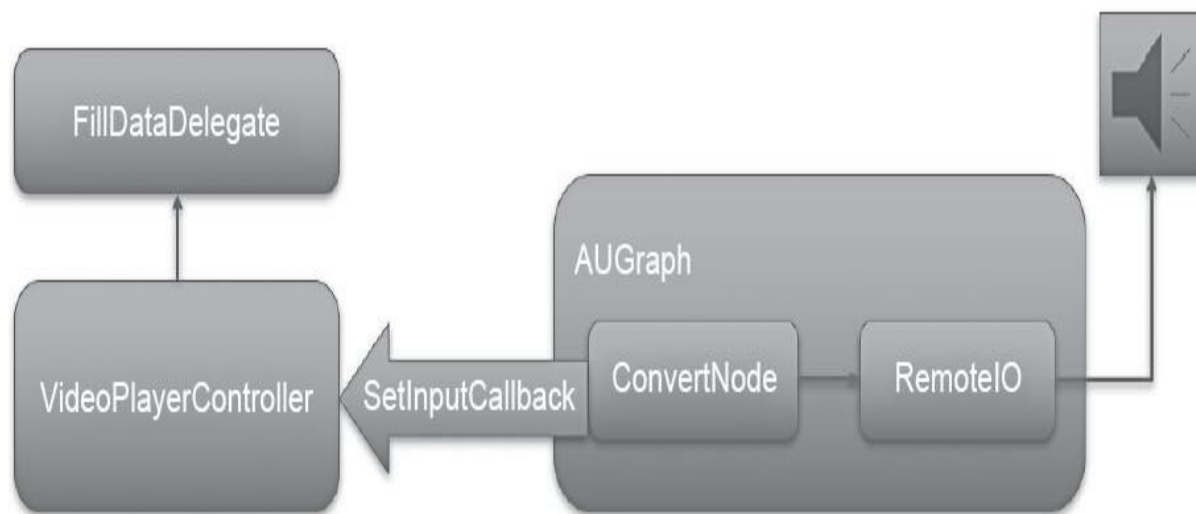 FillDataDelegate
AUGraph
VideoPlayerController
SetInputCallback
ConvertNode
RemoteIO